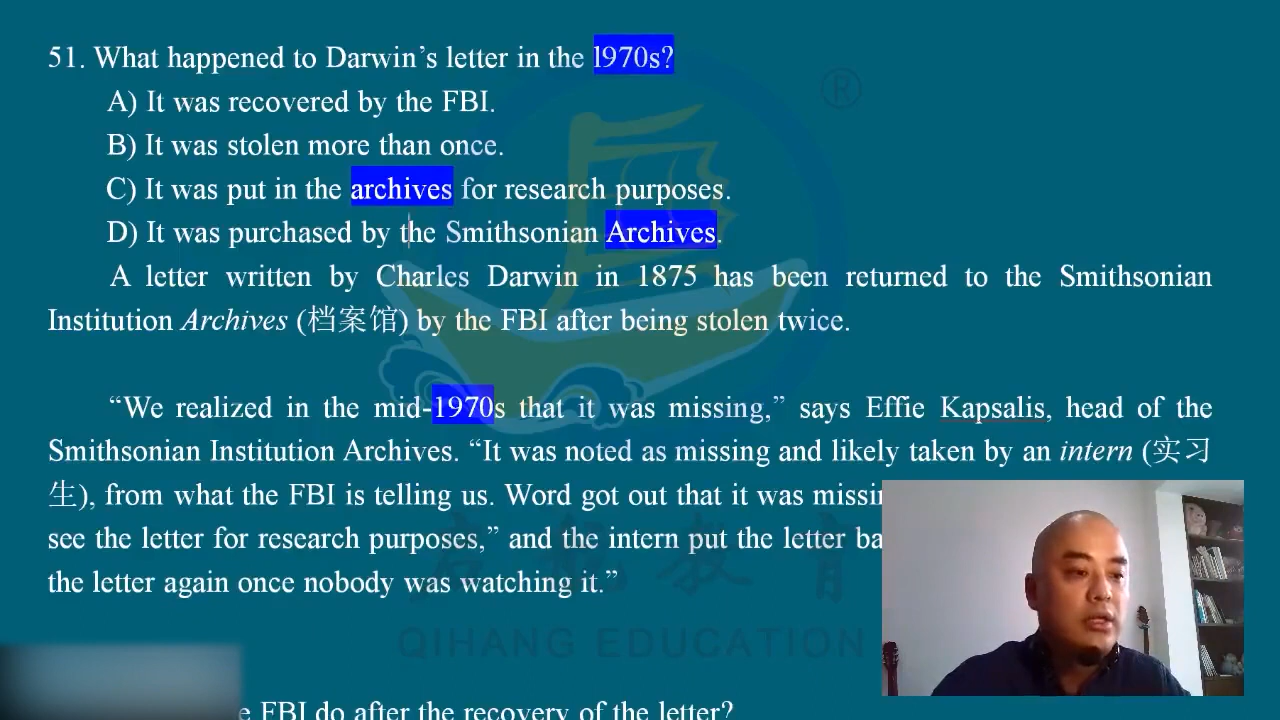 51. What happened to Darwin’s letter in the l970s?
A) It was recovered by the FBI.
B) It was stolen more than once.
C) It was put in the archives for research purposes.
D) It was purchased by the Smithsonian Archives.
A letter written by Charles Darwin in 1875 has been returned to the Smithsonian
Institution Archives (档案馆) by the FBI after being stolen twice.
“We realized in the mid-1970s that it was missing,” says Effie Kapsalis, head of the
Smithsonian Institution Archives. “It was noted as missing and likely taken by an intern (实习
生), from what the FBI is telling us. Word got out that it was
see the letter for research purposes,” and the intern put the letter
the letter again once nobody was watching it.”
QIHANG EDUCATION
FBI do after the recovery of the letter?
®